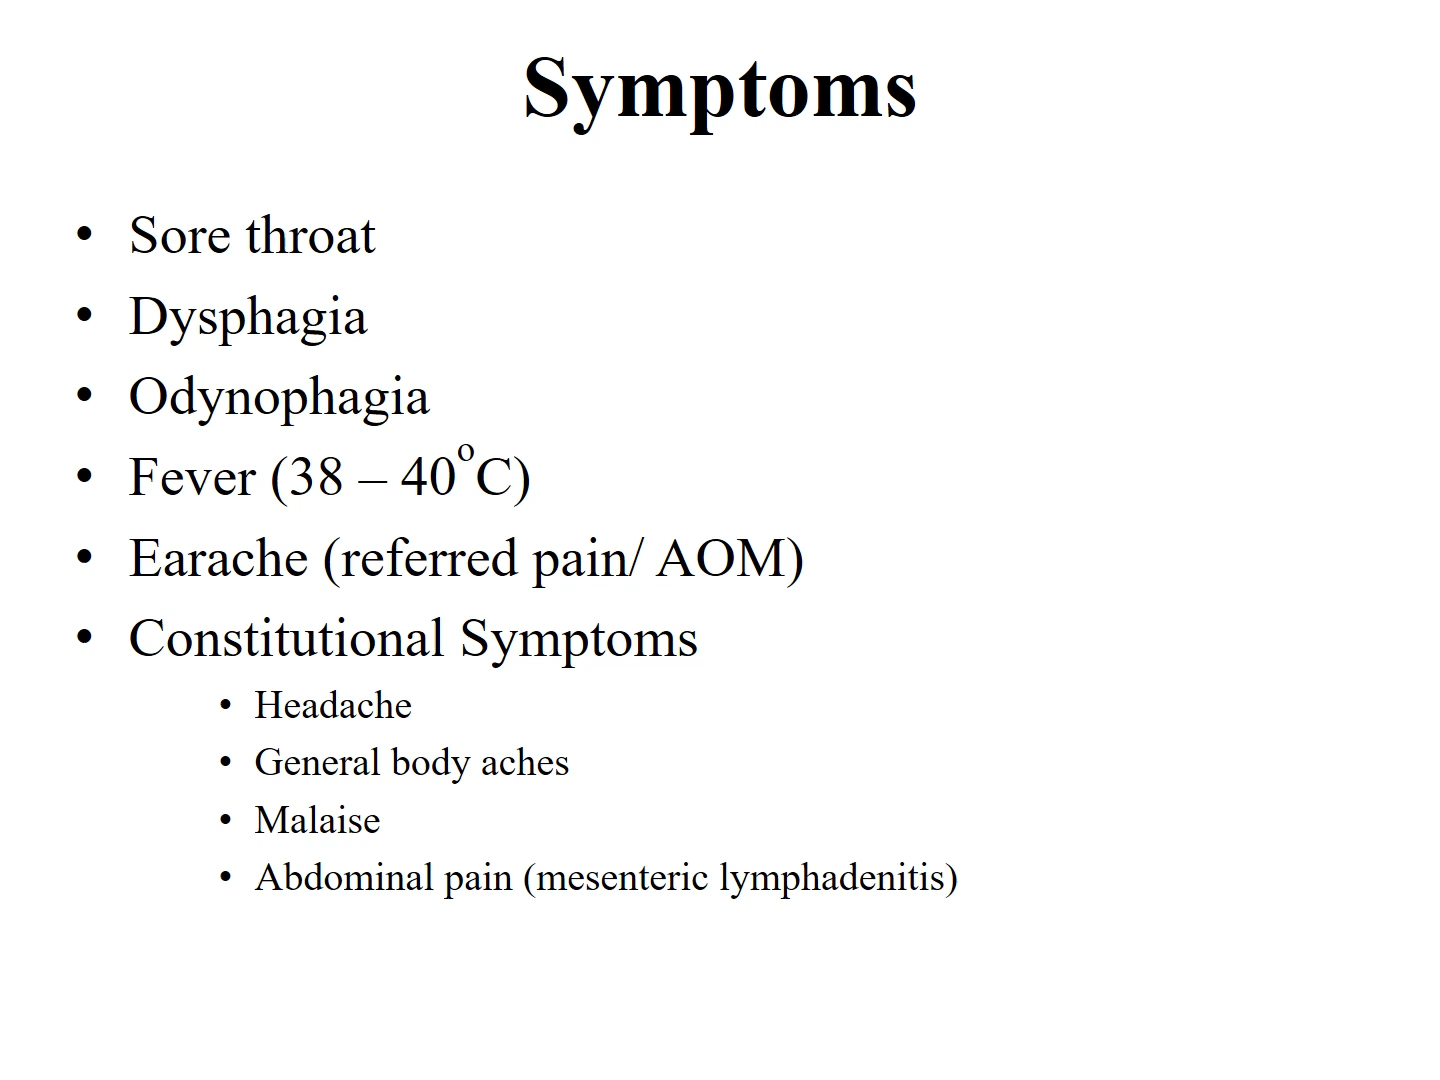 Symptoms
• Sore throat
• Dysphagia
• Odynophagia
• Fever (38 – 40°C)
• Earache (referred pain/ AOM)
• Constitutional Symptoms
• Headache
• General body aches
• Malaise
• Abdominal pain (mesenteric lymphadenitis)